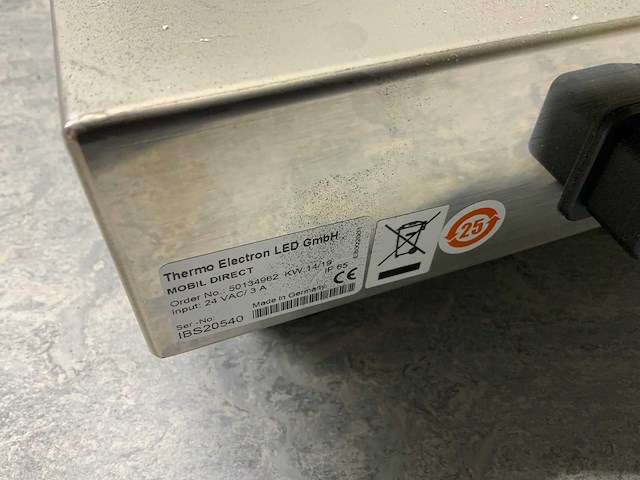 Thermo Electron LED GmbH
MOBIL DIRECT
Order No.: 50134962 KW:14/19
Input: 24 VAC/ 3 A IP 65
CE
Made in Germany
Ser.-No:
IBS20540
25